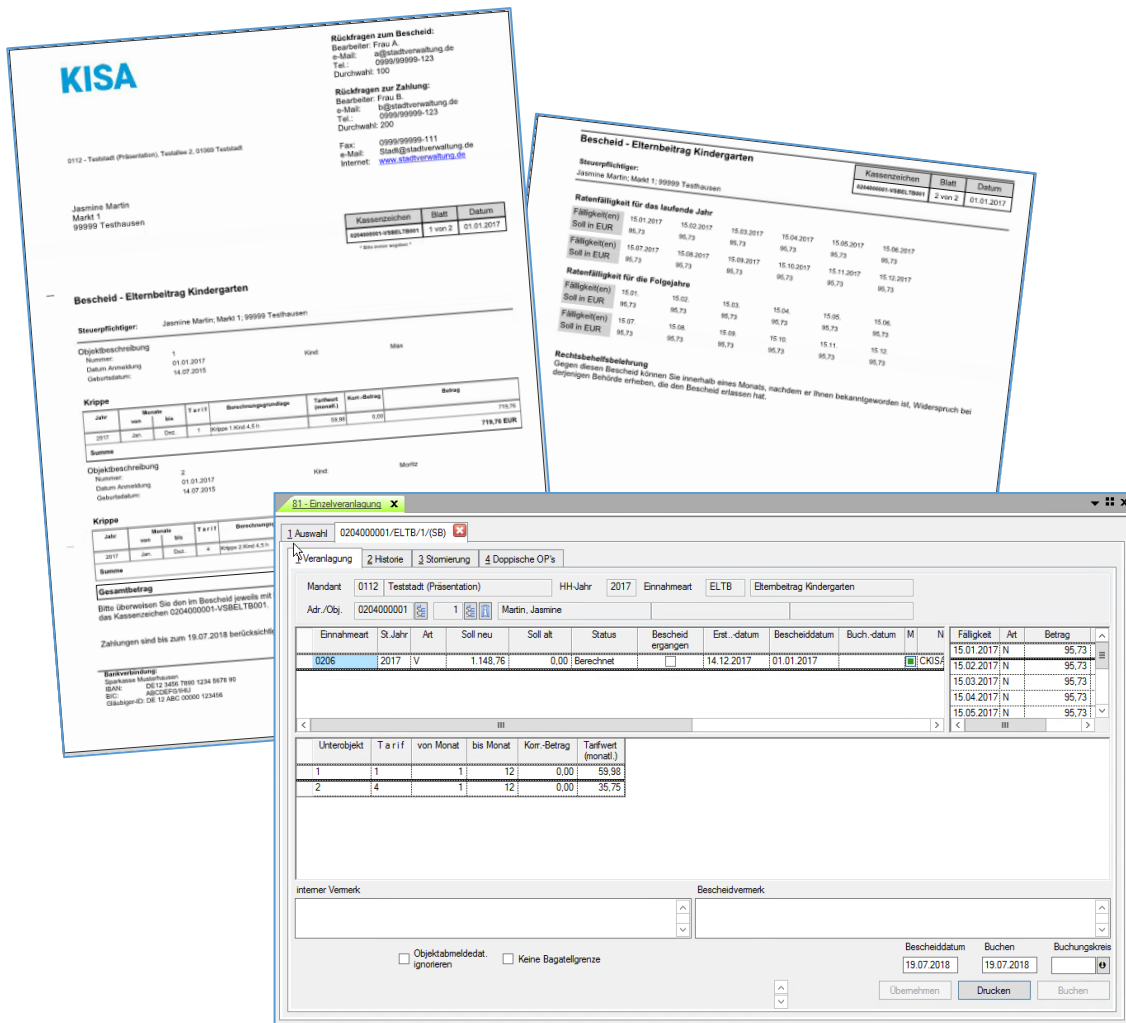 KISA
Rückfragen zum Bescheid:
Bearbeiter: Frau A.
e-Mail: a@stadtverwaltung.de
Tel.: 0999/99999-123
Durchwahl: 100
Rückfragen zur Zahlung:
Bearbeiter: Frau B.
e-Mail: b@stadtverwaltung.de
Tel.: 0999/99999-123
Durchwahl: 200
Fax: 0999/99999-111
e-Mail: Stadt@stadtverwaltung.de
Internet: www.stadtverwaltung.de
0112 - Teststadt (Präsentation), Testallee 2, 01069 Teststadt
Jasmine Martin
Markt 1
99999 Testhausen
Kassenzeichen Blatt Datum
0204000001-VSBELTB001 1 von 2 01.01.2017
* Bitte immer angeben *
Bescheid - Elternbeitrag Kindergarten
Steuerpflichtiger: Jasmine Martin; Markt 1; 99999 Testhausen
Objektbeschreibung
Nummer: 1 Kind: Max
Datum Anmeldung 01.01.2017
Geburtsdatum: 14.07.2015
Krippe
Jahr Monate Tarif Berechnungsgrundlage Tarifwert (monatl.) Korr.-Betrag Betrag
von bis
2017 Jan. Dez. 1 Krippe 1.Kind 4,5 h 59,98 0,00 719,76
Summe 719,76 EUR
Objektbeschreibung
Nummer: 2 Kind: Moritz
Datum Anmeldung 01.01.2017
Geburtsdatum: 14.07.2015
Krippe
Jahr Monate Tarif
von bis
2017 Jan. Dez. 4 Krippe 2.Kind 4,5 h
Summe
Gesamtbetrag
Bitte überweisen Sie den im Bescheid jeweils mit
das Kassenzeichen 0204000001-VSBELTB001.
Zahlungen sind bis zum 19.07.2018 berücksichtig
Bankverbindung:
Sparkasse Musterhausen
IBAN: DE12 3456 7890 1234 5678 90
BIC: ABCDEFG1HIJ
Gläubiger-ID: DE 12 ABC 00000 123456
Bescheid - Elternbeitrag Kindergarten
Steuerpflichtiger:
Jasmine Martin; Markt 1; 99999 Testhausen
Kassenzeichen Blatt Datum
0204000001-VSBELTB001 2 von 2 01.01.2017
Ratenfälligkeit für das laufende Jahr
Fälligkeit(en) 15.01.2017 15.02.2017 15.03.2017 15.04.2017 15.05.2017 15.06.2017
Soll in EUR 95,73 95,73 95,73 95,73 95,73 95,73
Fälligkeit(en) 15.07.2017 15.08.2017 15.09.2017 15.10.2017 15.11.2017 15.12.2017
Soll in EUR 95,73 95,73 95,73 95,73 95,73 95,73
Ratenfälligkeit für die Folgejahre
Fälligkeit(en) 15.01. 15.02. 15.03. 15.04. 15.05. 15.06.
Soll in EUR 95,73 95,73 95,73 95,73 95,73 95,73
Fälligkeit(en) 15.07. 15.08. 15.09. 15.10. 15.11. 15.12.
Soll in EUR 95,73 95,73 95,73 95,73 95,73 95,73
Rechtsbehelfsbelehrung
Gegen diesen Bescheid können Sie innerhalb eines Monats, nachdem er Ihnen bekanntgeworden ist, Widerspruch bei
derjenigen Behörde erheben, die den Bescheid erlassen hat.
81 - Einzelveranlagung
1 Auswahl 0204000001/ELTB/1/(SB)
Veranlagung 2 Historie 3 Stornierung 4 Doppische OP's
Mandant 0112 Teststadt (Präsentation) HH-Jahr 2017 Einnahmeart ELTB Elternbeitrag Kindergarten
Adr./Obj. 0204000001 1 Martin, Jasmine
Einnahmeart St.Jahr Art Soll neu Soll alt Status Bescheid ergangen Erst..-datum Bescheiddatum Buch.-datum M N
0206 2017 V 1.148,76 0,00 Berechnet 14.12.2017 01.01.2017 CKISA
Fälligkeit Art Betrag
15.01.2017 N 95,73
15.02.2017 N 95,73
15.03.2017 N 95,73
15.04.2017 N 95,73
15.05.2017 N 95,73
Unterobjekt Tarif von Monat bis Monat Korr.-Betrag Tarifwert (monatl.)
1 1 1 12 0,00 59,98
2 4 1 12 0,00 35,75
interner Vermerk Bescheidvermerk
Objektabmeldedat. ignorieren
Keine Bagatellgrenze
Bescheiddatum Buchen Buchungskreis
19.07.2018 19.07.2018
Übernehmen Drucken Buchen